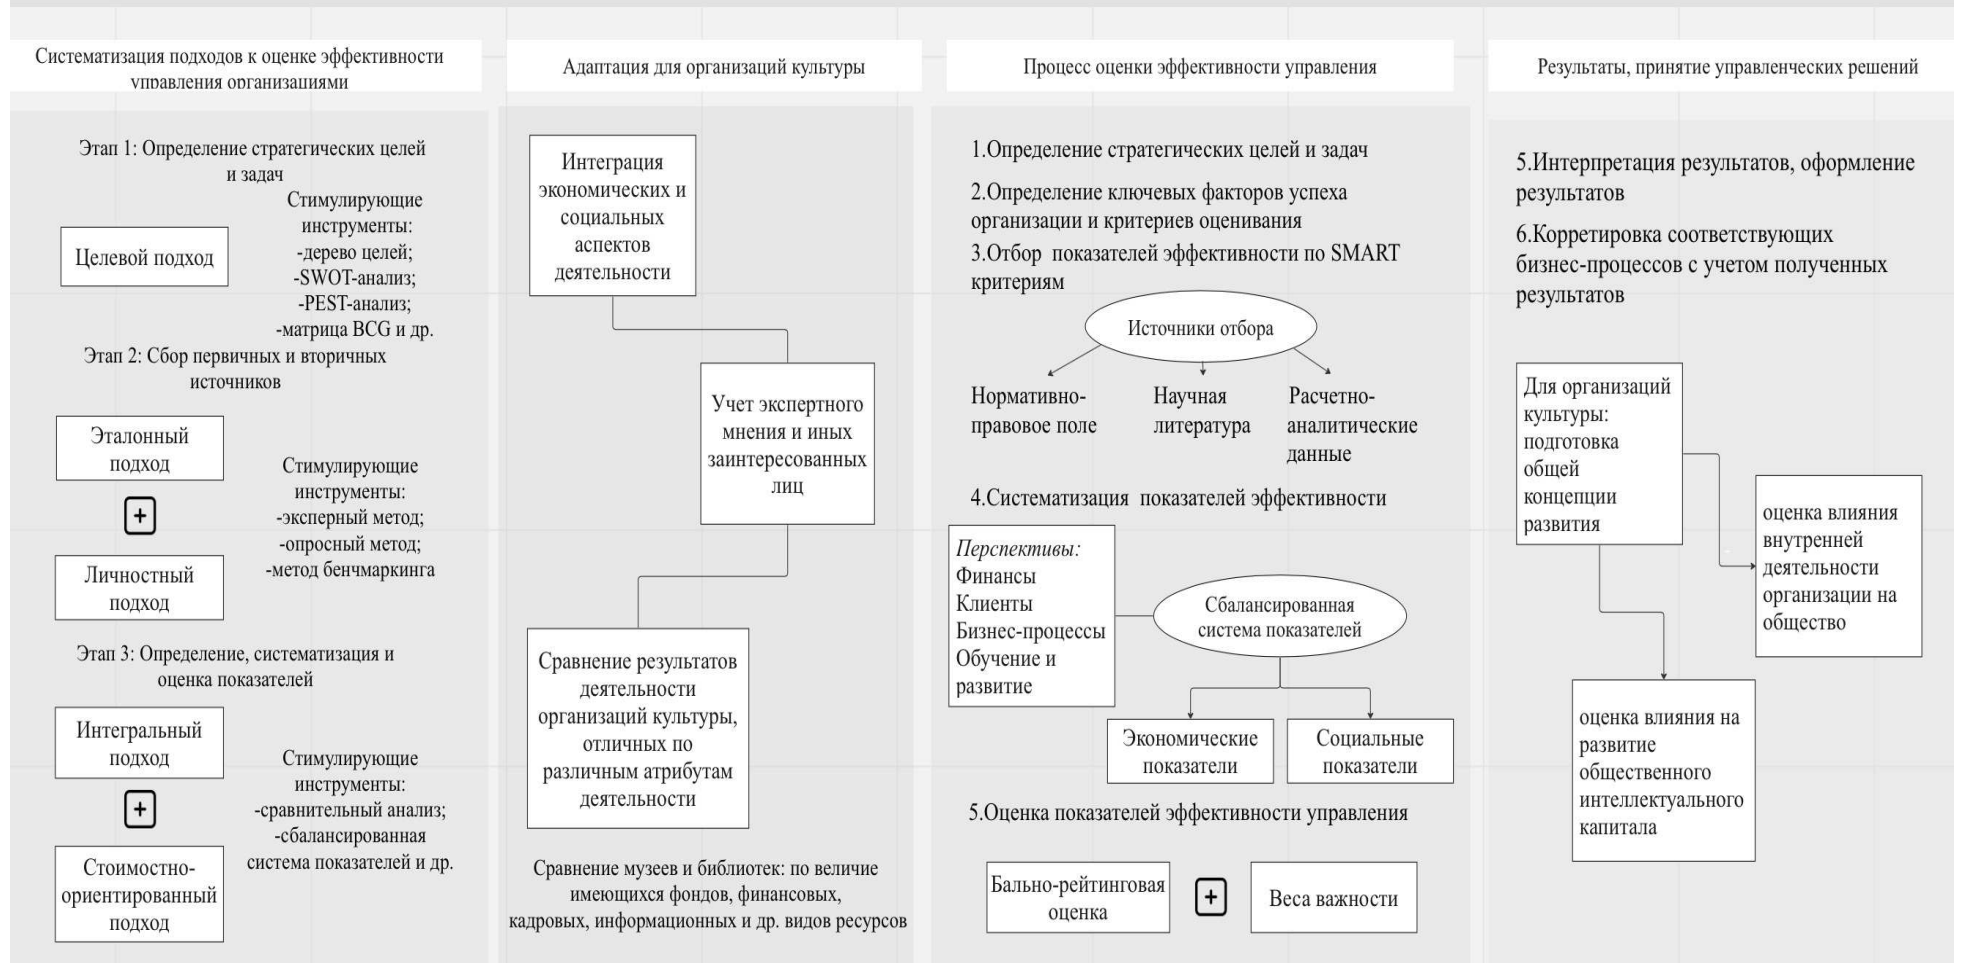 Систематизация подходов к оценке эффективности
управления организациями
Этап 1: Определение стратегических целей
и задач
Целевой подход
Стимулирующие
инструменты:
-дерево целей;
-SWOT-анализ;
-PEST-анализ;
-матрица BCG и др.
Этап 2: Сбор первичных и вторичных
источников
Эталонный
подход
+
Личностный
подход
Стимулирующие
инструменты:
-эксперный метод;
-опросный метод;
-метод бенчмаркинга
Этап 3: Определение, систематизация и
оценка показателей
Интегральный
подход
+
Стоимостно-
ориентированный
подход
Стимулирующие
инструменты:
-сравнительный анализ;
-сбалансированная
система показателей и др.
Адаптация для организаций культуры
Интеграция
экономических и
социальных
аспектов
деятельности
Учет экспертного
мнения и иных
заинтересованных
лиц
Сравнение результатов
деятельности
организаций культуры,
отличных по
различным атрибутам
деятельности
Сравнение музеев и библиотек: по величие
имеющихся фондов, финансовых,
кадровых, информационных и др. видов ресурсов
Процесс оценки эффективности управления
1.Определение стратегических целей и задач
2.Определение ключевых факторов успеха
организации и критериев оценивания
3.Отбор показателей эффективности по SMART
критериям
Источники отбора
Нормативно-
правовое поле
Научная
литература
Расчетно-
аналитические
данные
4.Систематизация показателей эффективности
Перспективы:
Финансы
Клиенты
Бизнес-процессы
Обучение и
развитие
Сбалансированная
система показателей
Экономические
показатели
Социальные
показатели
5.Оценка показателей эффективности управления
Бально-рейтинговая
оценка
+
Веса важности
Результаты, принятие управленческих решений
5.Интерпретация результатов, оформление
результатов
6.Корретировка соответствующих
бизнес-процессов с учетом полученных
результатов
Для организаций
культуры:
подготовка
общей
концепции
развития
оценка влияния
внутренней
деятельности
организации на
общество
оценка влияния на
развитие
общественного
интеллектуального
капитала